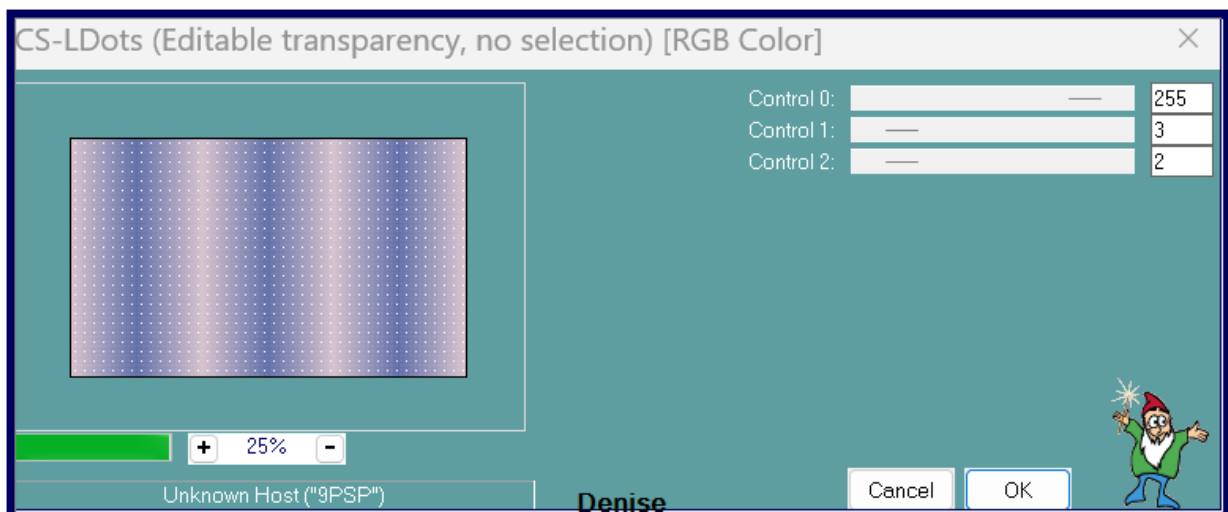 CS-LDots (Editable transparency, no selection) [RGB Color]
Control 0: 255
Control 1: 3
Control 2: 2
+ 25% -
Unknown Host ("9PSP")
Denise
Cancel OK